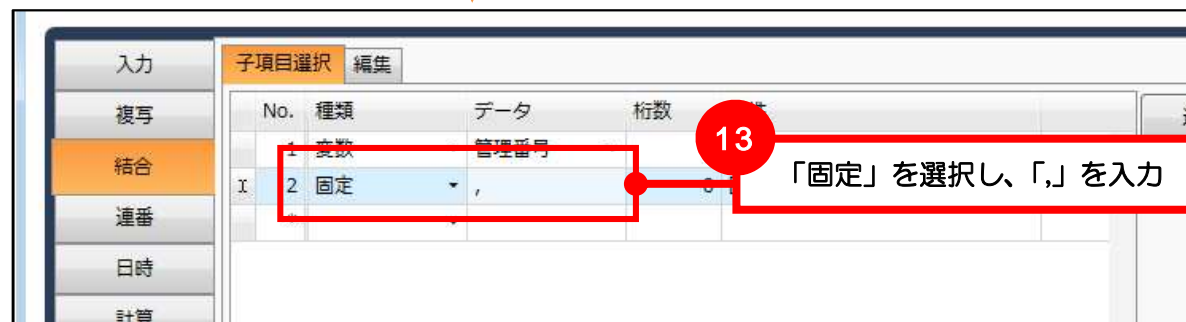 入力
複写
結合
連番
日時
計算
子項目選択 編集
No. 種類 データ 桁数
1 変数 管理番号
2 固定 ,
*
13
「固定」を選択し、「,」を入力